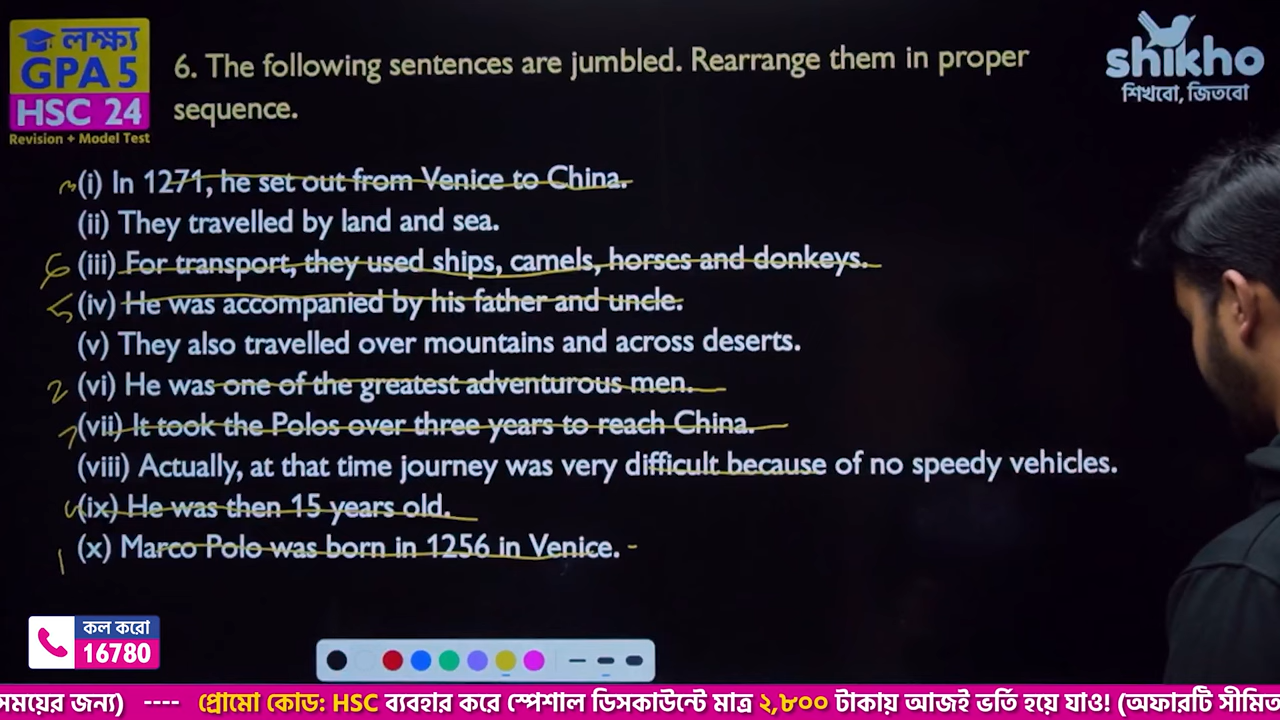 লক্ষ্য
GPA 5
HSC 24
Revision + Model Test
6. The following sentences are jumbled. Rearrange them in proper
sequence.
shikho
শিখবো, জিতবো
(i) In 1271, he set out from Venice to China.
(ii) They travelled by land and sea.
6 (iii) For transport, they used ships, camels, horses and donkeys.
5 (iv) He was accompanied by his father and uncle.
(v) They also travelled over mountains and across deserts.
2 (vi) He was one of the greatest adventurous men.
7 (vii) It took the Polos over three years to reach China.
(viii) Actually, at that time journey was very difficult because of no speedy vehicles.
(ix) He was then 15 years old.
1 (x) Marco Polo was born in 1256 in Venice.
কল করো
16780
সময়ের জন্য) ---- প্রোমো কোড: HSC ব্যবহার করে স্পেশাল ডিসকাউন্টে মাত্র ২,৮০০ টাকায় আজই ভর্তি হয়ে যাও! (অফারটি সীমিত